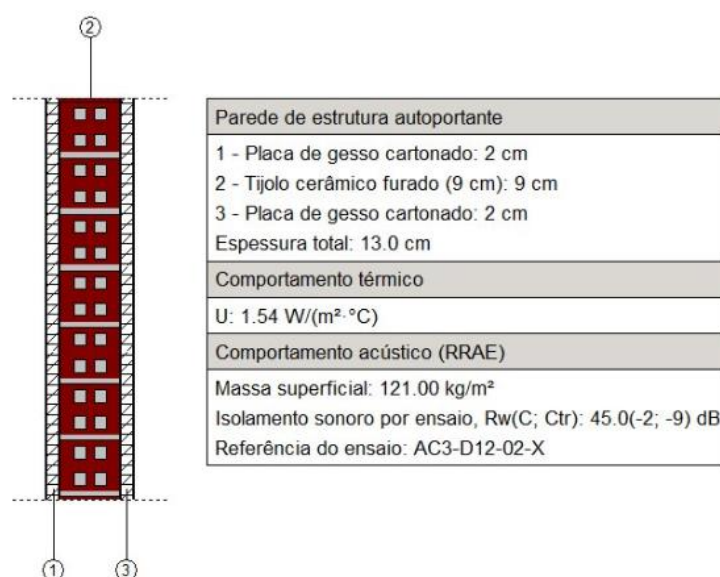 2
Parede de estrutura autoportante
1 - Placa de gesso cartonado: 2 cm
2 - Tijolo cerâmico furado (9 cm): 9 cm
3 - Placa de gesso cartonado: 2 cm
Espessura total: 13.0 cm
Comportamento térmico
U: 1.54 W/(m²·°C)
Comportamento acústico (RRAE)
Massa superficial: 121.00 kg/m²
Isolamento sonoro por ensaio, Rw(C; Ctr): 45.0(-2; -9) dB
Referência do ensaio: AC3-D12-02-X
1 3